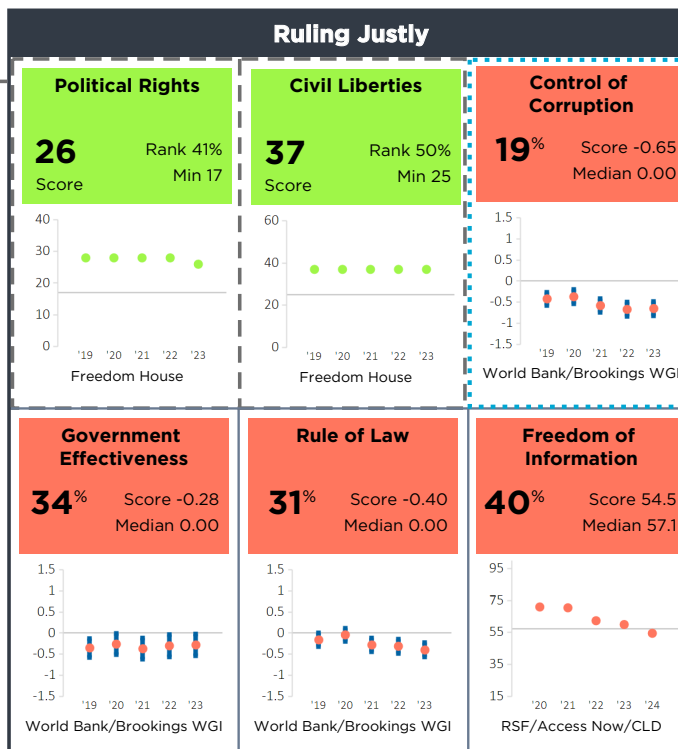 Ruling Justly
Political Rights
26
Score
Rank 41%
Min 17
40
30
20
10
0
'19 '20 '21 '22 '23
Freedom House
Civil Liberties
37
Score
Rank 50%
Min 25
60
40
20
0
'19 '20 '21 '22 '23
Freedom House
Control of
Corruption
19%
Score -0.65
Median 0.00
1.5
1
0.5
0
-0.5
-1
-1.5
'19 '20 '21 '22 '23
World Bank/Brookings WGI
Government
Effectiveness
34%
Score -0.28
Median 0.00
1.5
1
0.5
0
-0.5
-1
-1.5
'19 '20 '21 '22 '23
World Bank/Brookings WGI
Rule of Law
31%
Score -0.40
Median 0.00
1.5
1
0.5
0
-0.5
-1
-1.5
'19 '20 '21 '22 '23
World Bank/Brookings WGI
Freedom of
Information
40%
Score 54.5
Median 57.1
95
75
55
35
15
'20 '21 '22 '23 '24
RSF/Access Now/CLD